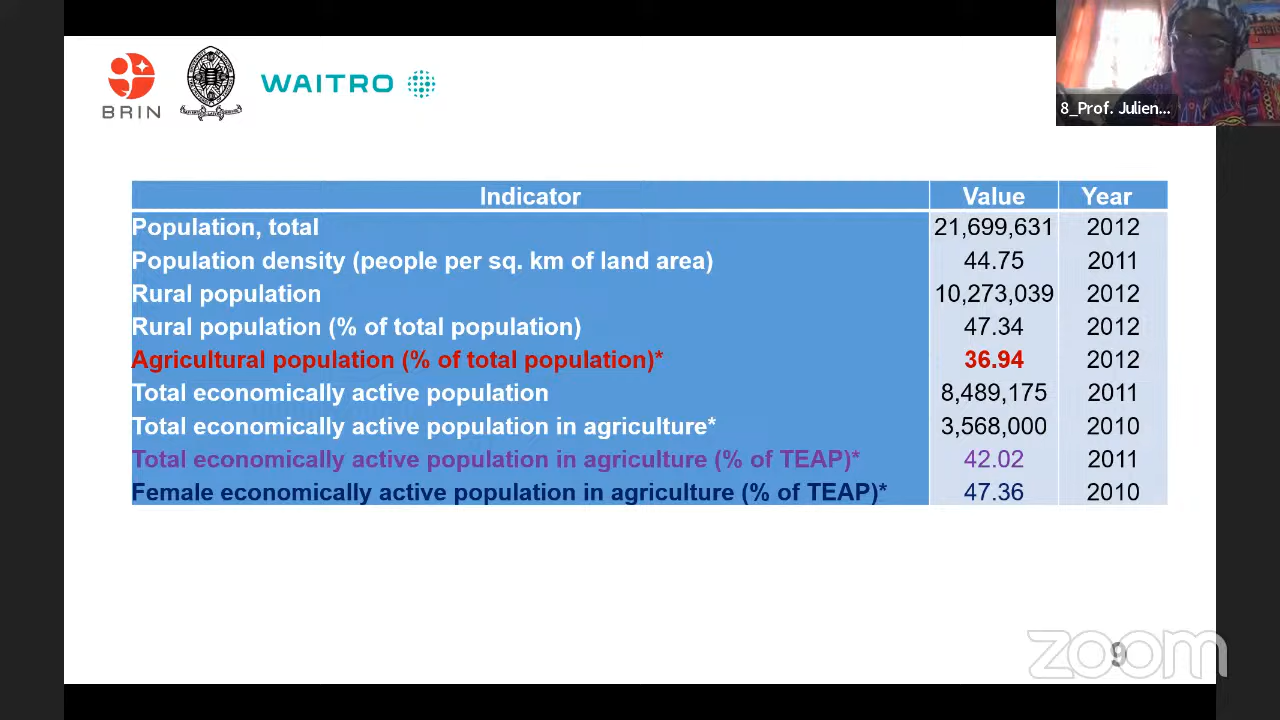 BRIN
WAITRO
8_Prof. Julien...
Indicator Value Year
Population, total 21,699,631 2012
Population density (people per sq. km of land area) 44.75 2011
Rural population 10,273,039 2012
Rural population (% of total population) 47.34 2012
Agricultural population (% of total population)* 36.94 2012
Total economically active population 8,489,175 2011
Total economically active population in agriculture* 3,568,000 2010
Total economically active population in agriculture (% of TEAP)* 42.02 2011
Female economically active population in agriculture (% of TEAP)* 47.36 2010
zoom
9